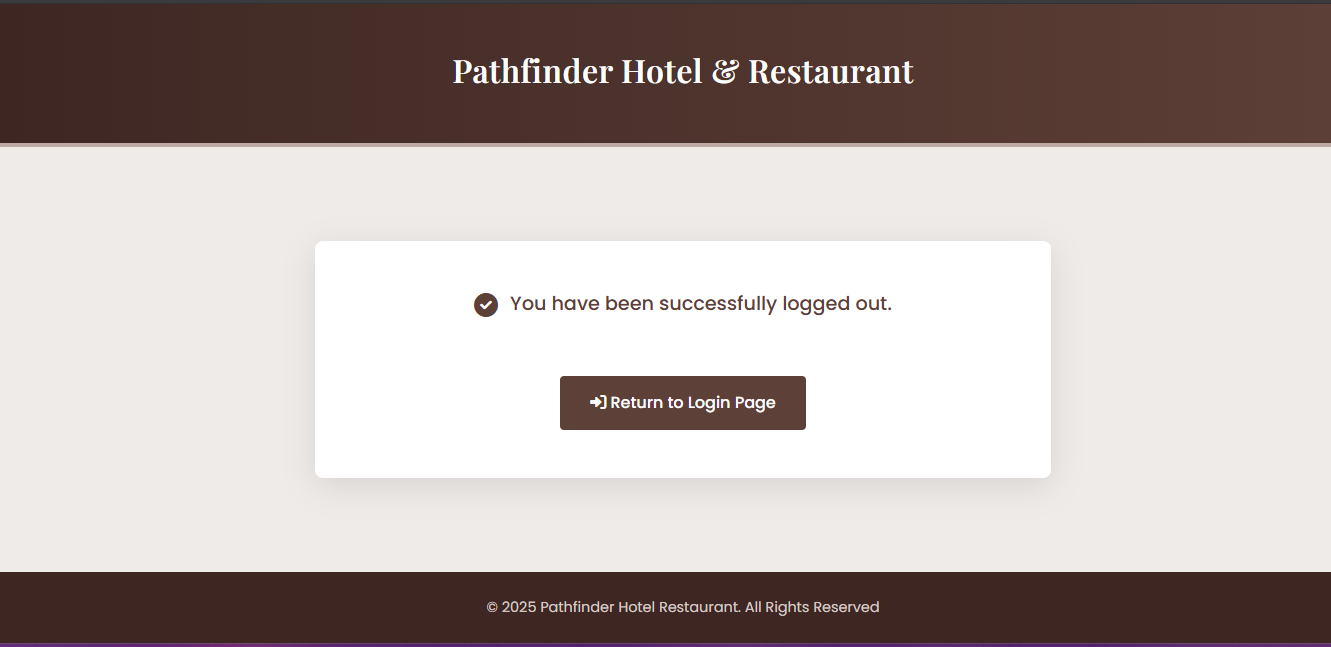 Pathfinder Hotel & Restaurant
You have been successfully logged out.
Return to Login Page
© 2025 Pathfinder Hotel Restaurant. All Rights Reserved